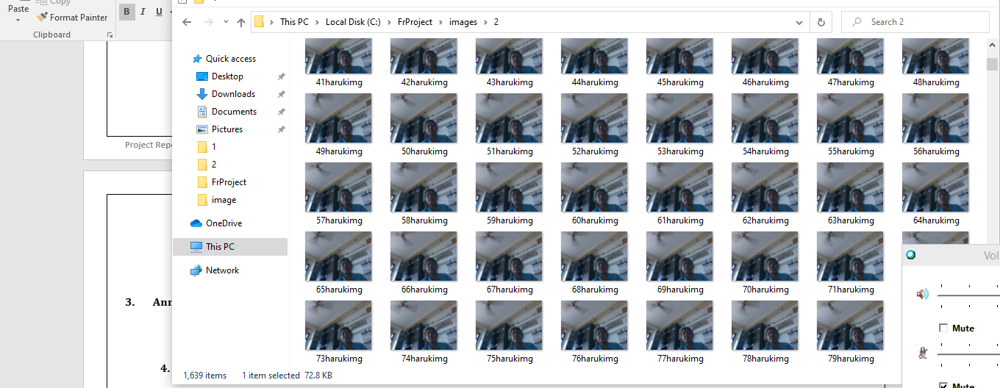 Paste
Copy
Format Painter
Clipboard
B I U
This PC > Local Disk (C:) > FrProject > images > 2
Search 2
Quick access
Desktop
Downloads
Documents
Pictures
1
2
FrProject
image
OneDrive
This PC
Network
41harukimg 42harukimg 43harukimg 44harukimg 45harukimg 46harukimg 47harukimg 48harukimg
49harukimg 50harukimg 51harukimg 52harukimg 53harukimg 54harukimg 55harukimg 56harukimg
57harukimg 58harukimg 59harukimg 60harukimg 61harukimg 62harukimg 63harukimg 64harukimg
65harukimg 66harukimg 67harukimg 68harukimg 69harukimg 70harukimg 71harukimg
73harukimg 74harukimg 75harukimg 76harukimg 77harukimg 78harukimg 79harukimg
1,639 items 1 item selected 72.8 KB
Project Repo
3. Ann
4.
Vol
Mute
Mute